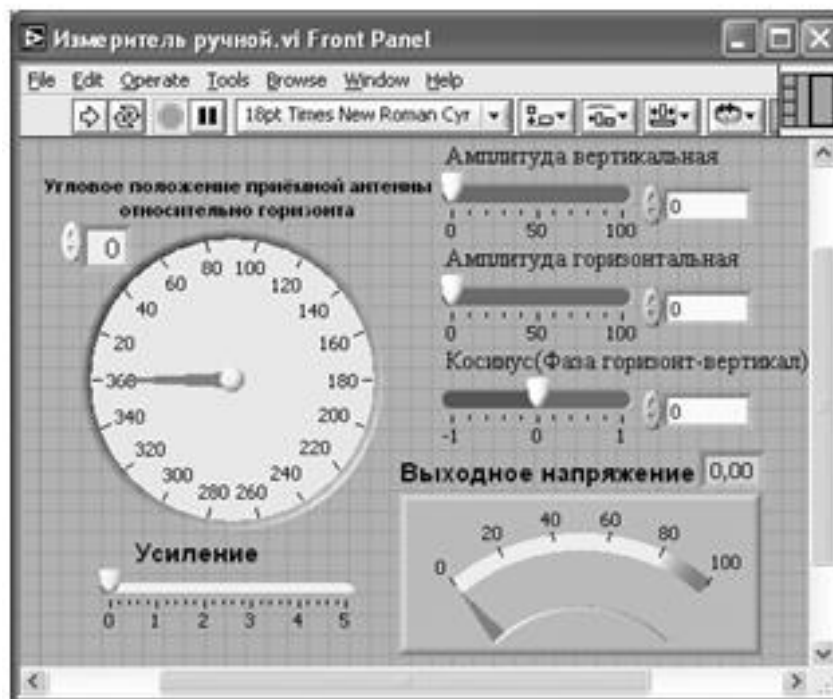 Измеритель ручной.vi Front Panel
File Edit Operate Tools Browse Window Help
18pt Times New Roman Cyr
Угловое положение приёмной антенны
относительно горизонта
0
20
40
60
80
100
120
140
160
180
200
220
240
260
280
300
320
340
360
Усиление
0 1 2 3 4 5
Амплитуда вертикальная
0
0 50 100
Амплитуда горизонтальная
0
0 50 100
Косинус(Фаза горизонт-вертикал)
0
-1 0 1
Выходное напряжение 0,00
0 20 40 60 80 100